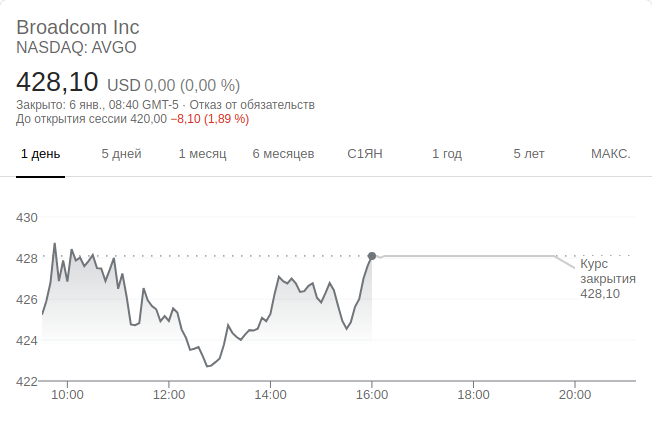 Broadcom Inc
NASDAQ: AVGO
428,10 USD 0,00 (0,00 %)
Закрыто: 6 янв., 08:40 GMT-5 · Отказ от обязательств
До открытия сессии 420,00 −8,10 (1,89 %)
1 день 5 дней 1 месяц 6 месяцев С1ЯН 1 год 5 лет МАКС.
430
428
426
424
422
Курс
закрытия
428,10
10:00 12:00 14:00 16:00 18:00 20:00